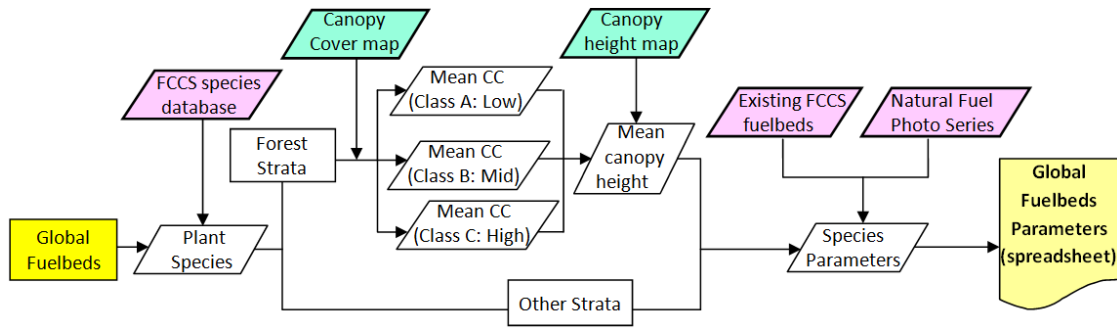 Canopy
Cover map
Canopy
height map
FCCS species
database
Mean CC
(Class A: Low)
Existing FCCS
fuelbeds
Natural Fuel
Photo Series
Forest
Strata
Mean CC
(Class B: Mid)
Mean
canopy
height
Global
Fuelbeds
Plant
Species
Mean CC
(Class C: High)
Species
Parameters
Global
Fuelbeds
Parameters
(spreadsheet)
Other Strata